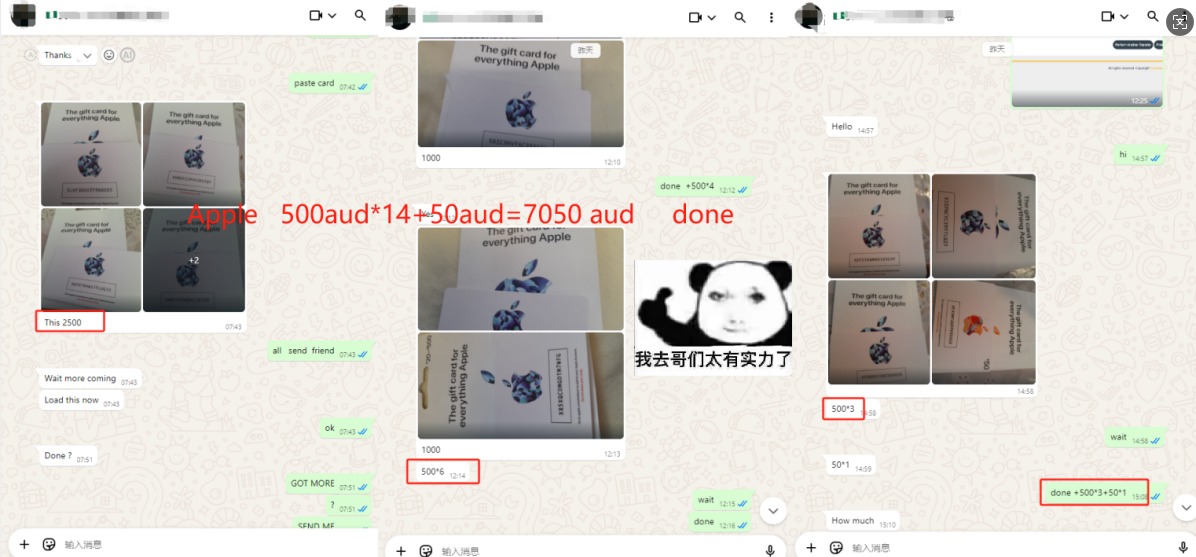 Thanks
paste card
07:42
The gift card for
everything Apple
The gift card for
everything Apple
The gift card for
everything Apple
+2
This 2500
07:43
all send friend
07:43
Wait more coming
07:43
Load this now
07:43
ok
07:43
Done ?
07:51
GOT MORE
07:51
?
07:51
SEND ME
输入消息
Apple 500aud*14+50aud=7050 aud done
昨天
The gift card for
everything Apple
1000
12:10
done +500*4
12:12
everything Apple
The gift card for
everything Apple
1000
12:13
500*6
12:14
我去哥们太有实力了
wait
12:15
done
12:16
输入消息
昨天
12:25
Hello
14:57
hi
14:57
The gift card for
everything Apple
The gift card for
everything Apple
The gift card for
everything Apple
The gift card for
everything Apple
14:58
500*3
14:58
wait
14:58
50*1
14:59
done +500*3+50*1
15:08
How much
15:10
输入消息